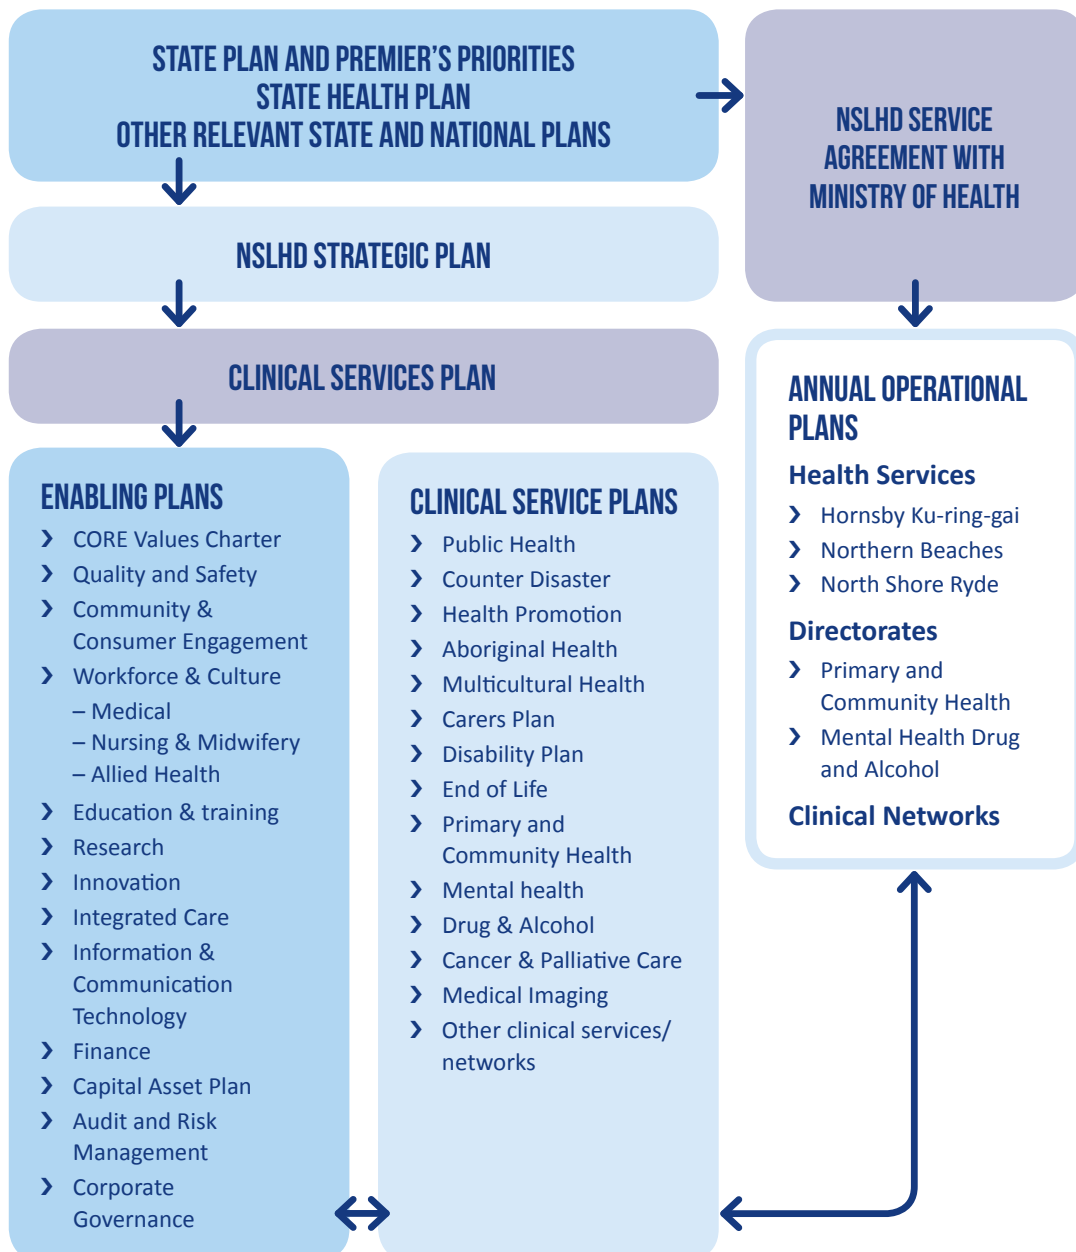 STATE PLAN AND PREMIER'S PRIORITIES
STATE HEALTH PLAN
OTHER RELEVANT STATE AND NATIONAL PLANS
NSLHD SERVICE
AGREEMENT WITH
MINISTRY OF HEALTH
NSLHD STRATEGIC PLAN
CLINICAL SERVICES PLAN
ENABLING PLANS
❯ CORE Values Charter
❯ Quality and Safety
❯ Community &
Consumer Engagement
❯ Workforce & Culture
– Medical
– Nursing & Midwifery
– Allied Health
❯ Education & training
❯ Research
❯ Innovation
❯ Integrated Care
❯ Information &
Communication
Technology
❯ Finance
❯ Capital Asset Plan
❯ Audit and Risk
Management
❯ Corporate
Governance
CLINICAL SERVICE PLANS
❯ Public Health
❯ Counter Disaster
❯ Health Promotion
❯ Aboriginal Health
❯ Multicultural Health
❯ Carers Plan
❯ Disability Plan
❯ End of Life
❯ Primary and
Community Health
❯ Mental health
❯ Drug & Alcohol
❯ Cancer & Palliative Care
❯ Medical Imaging
❯ Other clinical services/
networks
ANNUAL OPERATIONAL
PLANS
Health Services
❯ Hornsby Ku-ring-gai
❯ Northern Beaches
❯ North Shore Ryde
Directorates
❯ Primary and
Community Health
❯ Mental Health Drug
and Alcohol
Clinical Networks